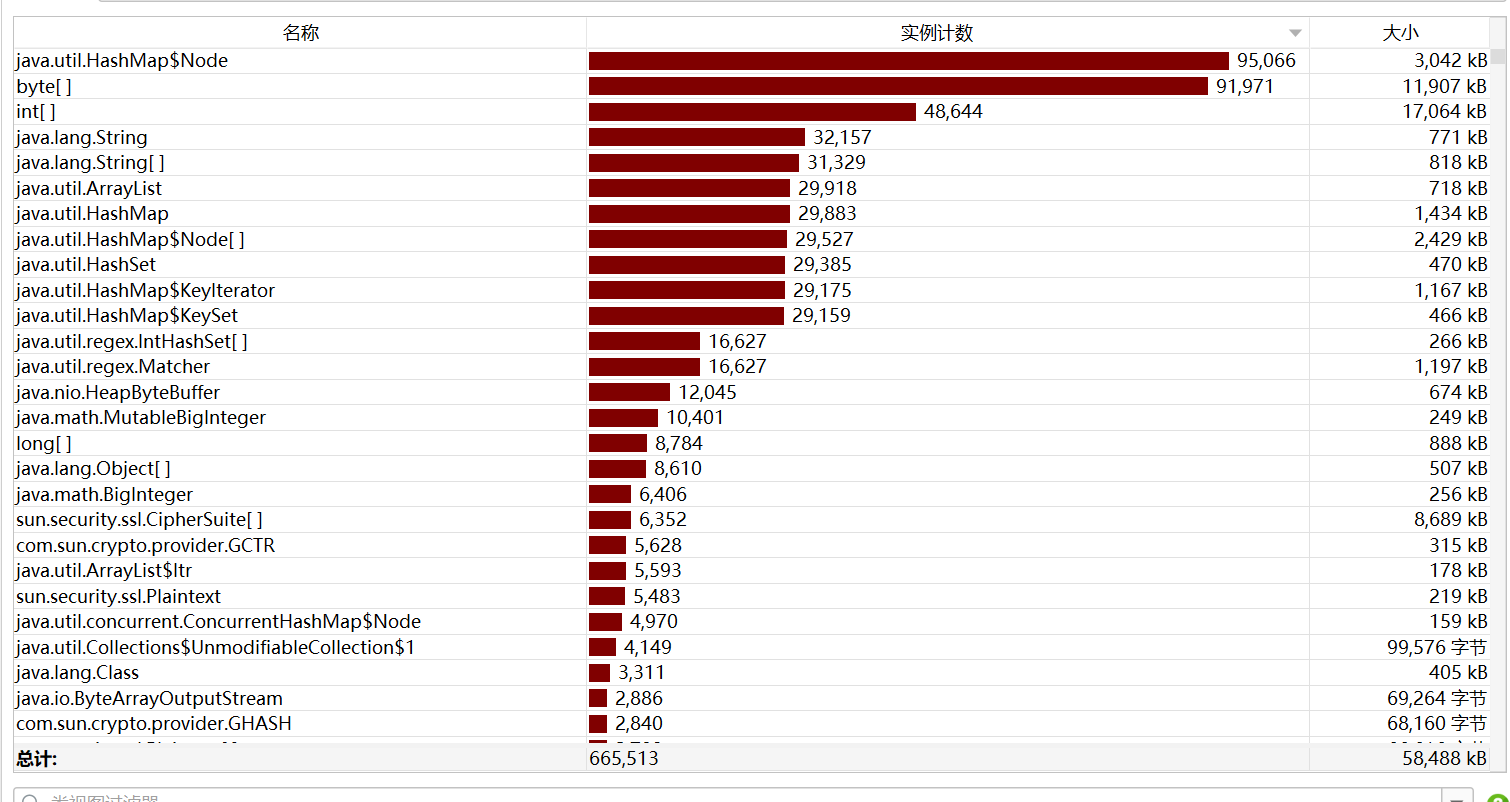 名称 实例计数 大小
java.util.HashMap$Node 95,066 3,042 kB
byte[ ] 91,971 11,907 kB
int[ ] 48,644 17,064 kB
java.lang.String 32,157 771 kB
java.lang.String[ ] 31,329 818 kB
java.util.ArrayList 29,918 718 kB
java.util.HashMap 29,883 1,434 kB
java.util.HashMap$Node[ ] 29,527 2,429 kB
java.util.HashSet 29,385 470 kB
java.util.HashMap$KeyIterator 29,175 1,167 kB
java.util.HashMap$KeySet 29,159 466 kB
java.util.regex.IntHashSet[ ] 16,627 266 kB
java.util.regex.Matcher 16,627 1,197 kB
java.nio.HeapByteBuffer 12,045 674 kB
java.math.MutableBigInteger 10,401 249 kB
long[ ] 8,784 888 kB
java.lang.Object[ ] 8,610 507 kB
java.math.BigInteger 6,406 256 kB
sun.security.ssl.CipherSuite[ ] 6,352 8,689 kB
com.sun.crypto.provider.GCTR 5,628 315 kB
java.util.ArrayList$Itr 5,593 178 kB
sun.security.ssl.Plaintext 5,483 219 kB
java.util.concurrent.ConcurrentHashMap$Node 4,970 159 kB
java.util.Collections$UnmodifiableCollection$1 4,149 99,576 字节
java.lang.Class 3,311 405 kB
java.io.ByteArrayOutputStream 2,886 69,264 字节
com.sun.crypto.provider.GHASH 2,840 68,160 字节
总计: 665,513 58,488 kB
类视图过滤器